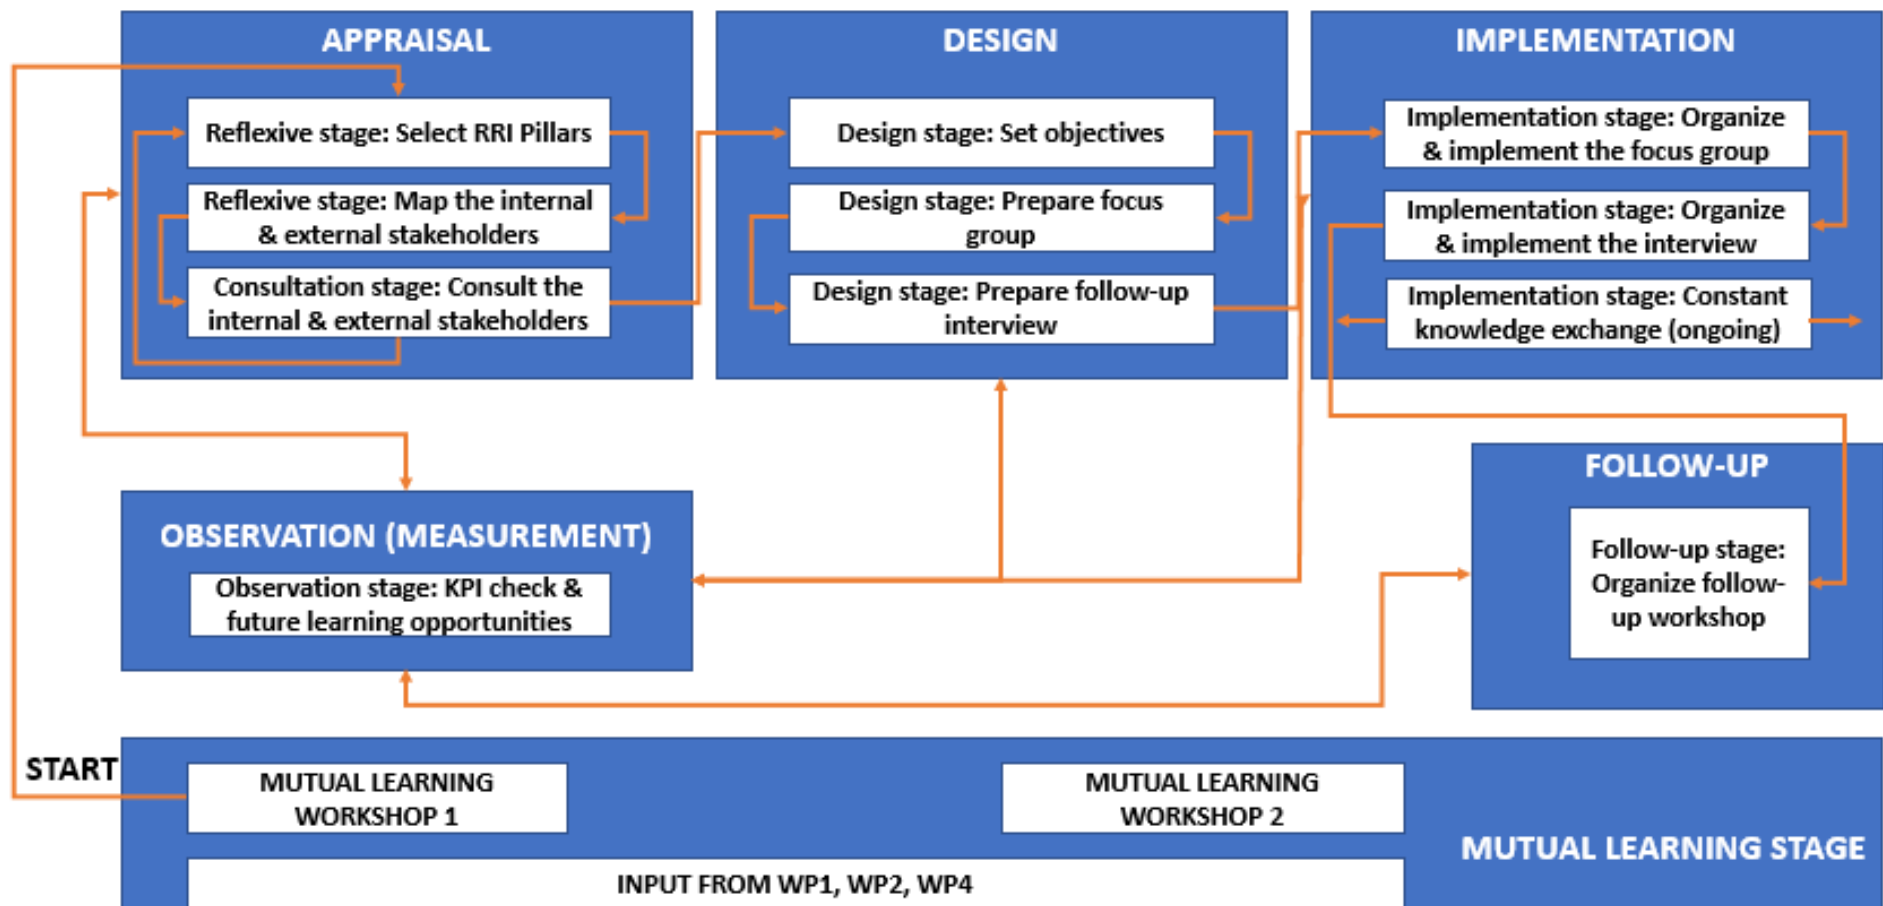 APPRAISAL
Reflexive stage: Select RRI Pillars
Reflexive stage: Map the internal
& external stakeholders
Consultation stage: Consult the
internal & external stakeholders
DESIGN
Design stage: Set objectives
Design stage: Prepare focus
group
Design stage: Prepare follow-up
interview
IMPLEMENTATION
Implementation stage: Organize
& implement the focus group
Implementation stage: Organize
& implement the interview
Implementation stage: Constant
knowledge exchange (ongoing)
OBSERVATION (MEASUREMENT)
Observation stage: KPI check &
future learning opportunities
FOLLOW-UP
Follow-up stage:
Organize follow-
up workshop
START
MUTUAL LEARNING
WORKSHOP 1
MUTUAL LEARNING
WORKSHOP 2
MUTUAL LEARNING STAGE
INPUT FROM WP1, WP2, WP4